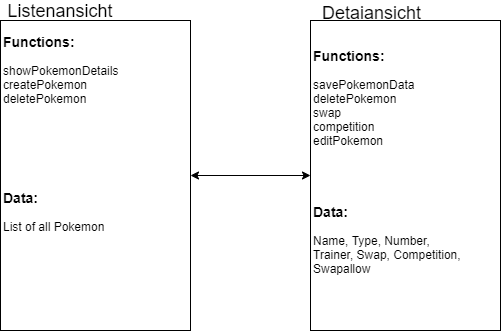 Listenansicht
Functions:
showPokemonDetails
createPokemon
deletePokemon
Data:
List of all Pokemon
Detaiansicht
Functions:
savePokemonData
deletePokemon
swap
competition
editPokemon
Data:
Name, Type, Number,
Trainer, Swap, Competition,
Swapallow